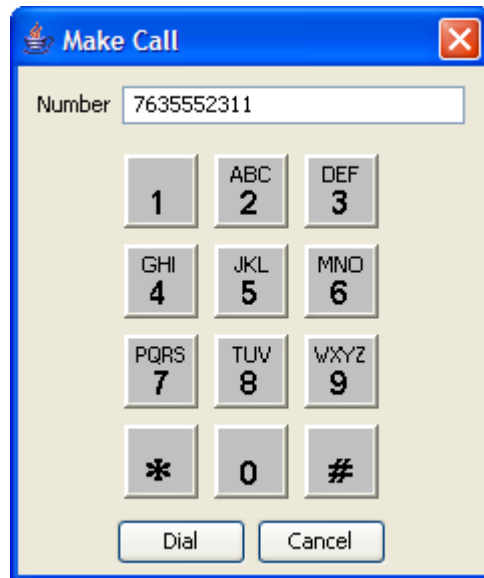 Make Call
Number 7635552311
ABC DEF
1 2 3
GHI JKL MNO
4 5 6
PQRS TUV WXYZ
7 8 9
* 0 #
Dial Cancel